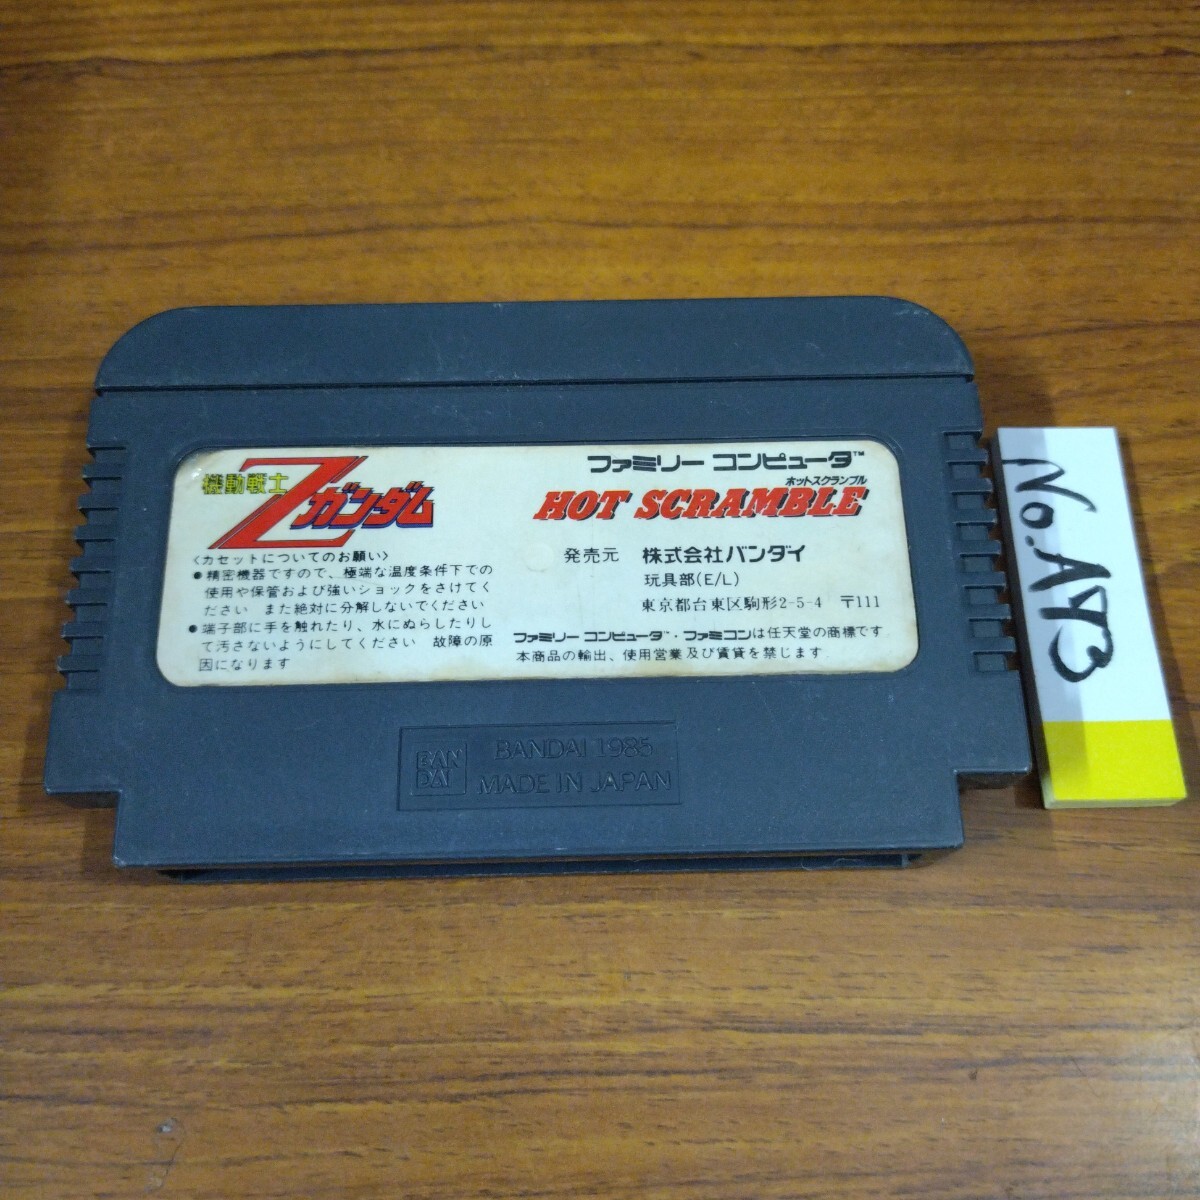 機動戦士
Zガンダム
<カセットについてのお願い>
●精密機器ですので、極端な温度条件下での
使用や保管および強いショックをさけてく
ださい また絶対に分解しないでください
●端子部に手を触れたり、水にぬらしたりし
て汚さないようにしてください 故障の原
因になります
ファミリー コンピュータ™
ホットスクランブル
HOT SCRAMBLE
発売元 株式会社バンダイ
玩具部(E/L)
東京都台東区駒形2-5-4 〒111
ファミリー コンピュータ™・ファミコンは任天堂の商標です
本商品の輸出、使用営業及び賃貸を禁じます
BAN
DAI
BANDAI 1985
MADE IN JAPAN